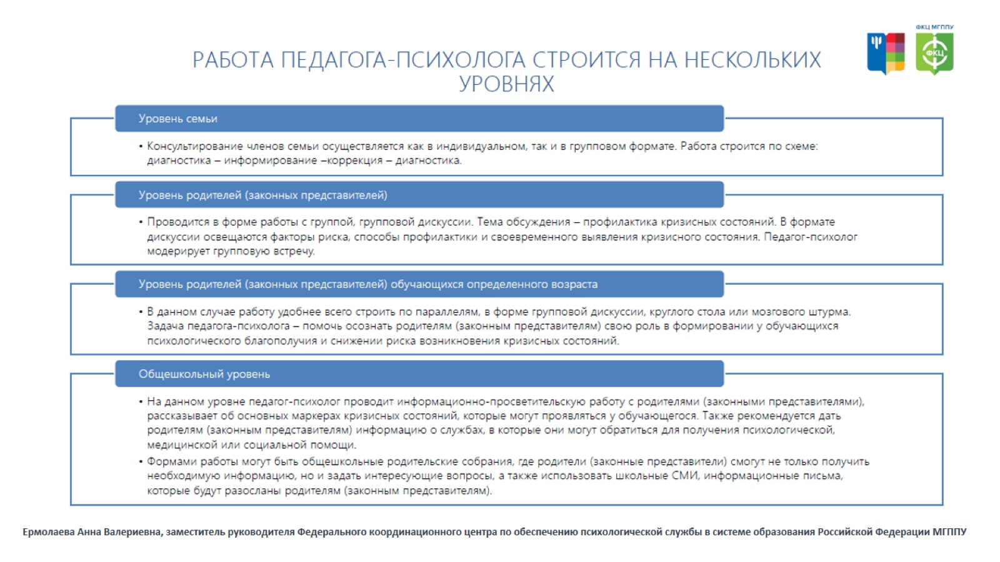 ФКЦ МГППУ
ФКЦ
РАБОТА ПЕДАГОГА-ПСИХОЛОГА СТРОИТСЯ НА НЕСКОЛЬКИХ
УРОВНЯХ
Уровень семьи
• Консультирование членов семьи осуществляется как в индивидуальном, так и в групповом формате. Работа строится по схеме:
диагностика – информирование –коррекция – диагностика.
Уровень родителей (законных представителей)
• Проводится в форме работы с группой, групповой дискуссии. Тема обсуждения – профилактика кризисных состояний. В формате
дискуссии освещаются факторы риска, способы профилактики и своевременного выявления кризисного состояния. Педагог-психолог
модерирует групповую встречу.
Уровень родителей (законных представителей) обучающихся определенного возраста
• В данном случае работу удобнее всего строить по параллелям, в форме групповой дискуссии, круглого стола или мозгового штурма.
Задача педагога-психолога – помочь осознать родителям (законным представителям) свою роль в формировании у обучающихся
психологического благополучия и снижении риска возникновения кризисных состояний.
Общешкольный уровень
• На данном уровне педагог-психолог проводит информационно-просветительскую работу с родителями (законными представителями),
рассказывает об основных маркерах кризисных состояний, которые могут проявляться у обучающегося. Также рекомендуется дать
родителям (законным представителям) информацию о службах, в которые они могут обратиться для получения психологической,
медицинской или социальной помощи.
• Формами работы могут быть общешкольные родительские собрания, где родители (законные представители) смогут не только получить
необходимую информацию, но и задать интересующие вопросы, а также использовать школьные СМИ, информационные письма,
которые будут разосланы родителям (законным представителям).
Ермолаева Анна Валериевна, заместитель руководителя Федерального координационного центра по обеспечению психологической службы в системе образования Российской Федерации МГППУ